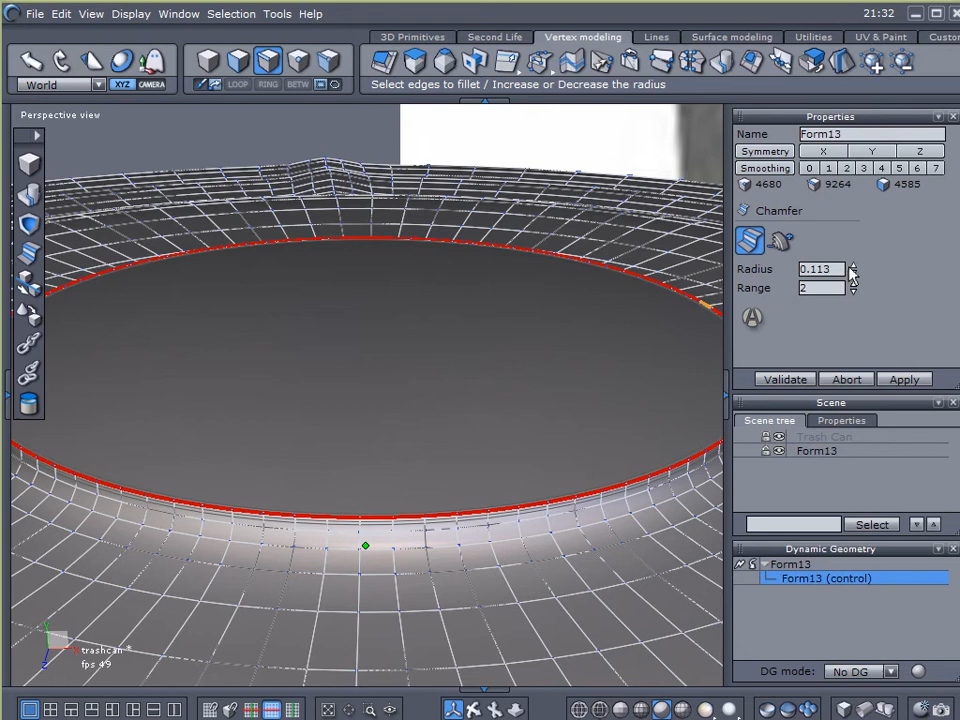 File Edit View Display Window Selection Tools Help 21:32
3D Primitives Second Life Vertex modeling Lines Surface modeling Utilities UV & Paint Custo
World XYZ CAMERA LOOP RING BETW Select edges to fillet / Increase or Decrease the radius
Perspective view
Properties
Name Form13
Symmetry X Y Z
Smoothing 0 1 2 3 4 5 6 7
4680 9264 4585
Chamfer
Radius 0.113
Range 2
Validate Abort Apply
Scene
Scene tree Properties
Trash Can
Form13
Select
Dynamic Geometry
Form13
Form13 (control)
DG mode: No DG
Y
X
Z
trashcan *
fps 49